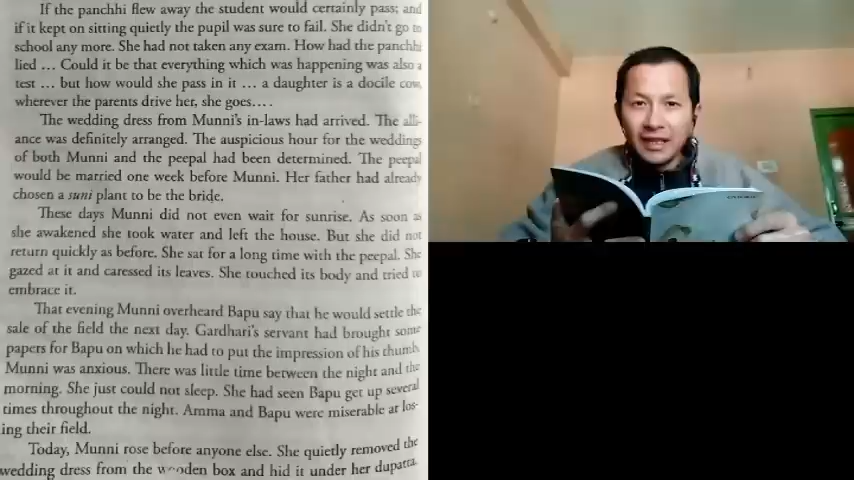 If the panchhi flew away the student would certainly pass; and
if it kept on sitting quietly the pupil was sure to fail. She didn't go to
school any more. She had not taken any exam. How had the panchhi
lied ... Could it be that everything which was happening was also a
test ... but how would she pass in it ... a daughter is a docile cow,
wherever the parents drive her, she goes....
The wedding dress from Munni's in-laws had arrived. The alli-
ance was definitely arranged. The auspicious hour for the weddings
of both Munni and the peepal had been determined. The peepal
would be married one week before Munni. Her father had already
chosen a suni plant to be the bride.
These days Munni did not even wait for sunrise. As soon as
she awakened she took water and left the house. But she did not
return quickly as before. She sat for a long time with the peepal. She
gazed at it and caressed its leaves. She touched its body and tried to
embrace it.
That evening Munni overheard Bapu say that he would settle the
sale of the field the next day. Gardhari's servant had brought some
papers for Bapu on which he had to put the impression of his thumb.
Munni was anxious. There was little time between the night and the
morning. She just could not sleep. She had seen Bapu get up several
times throughout the night. Amma and Bapu were miserable at los-
ing their field.
Today, Munni rose before anyone else. She quietly removed the
wedding dress from the wooden box and hid it under her dupatta.